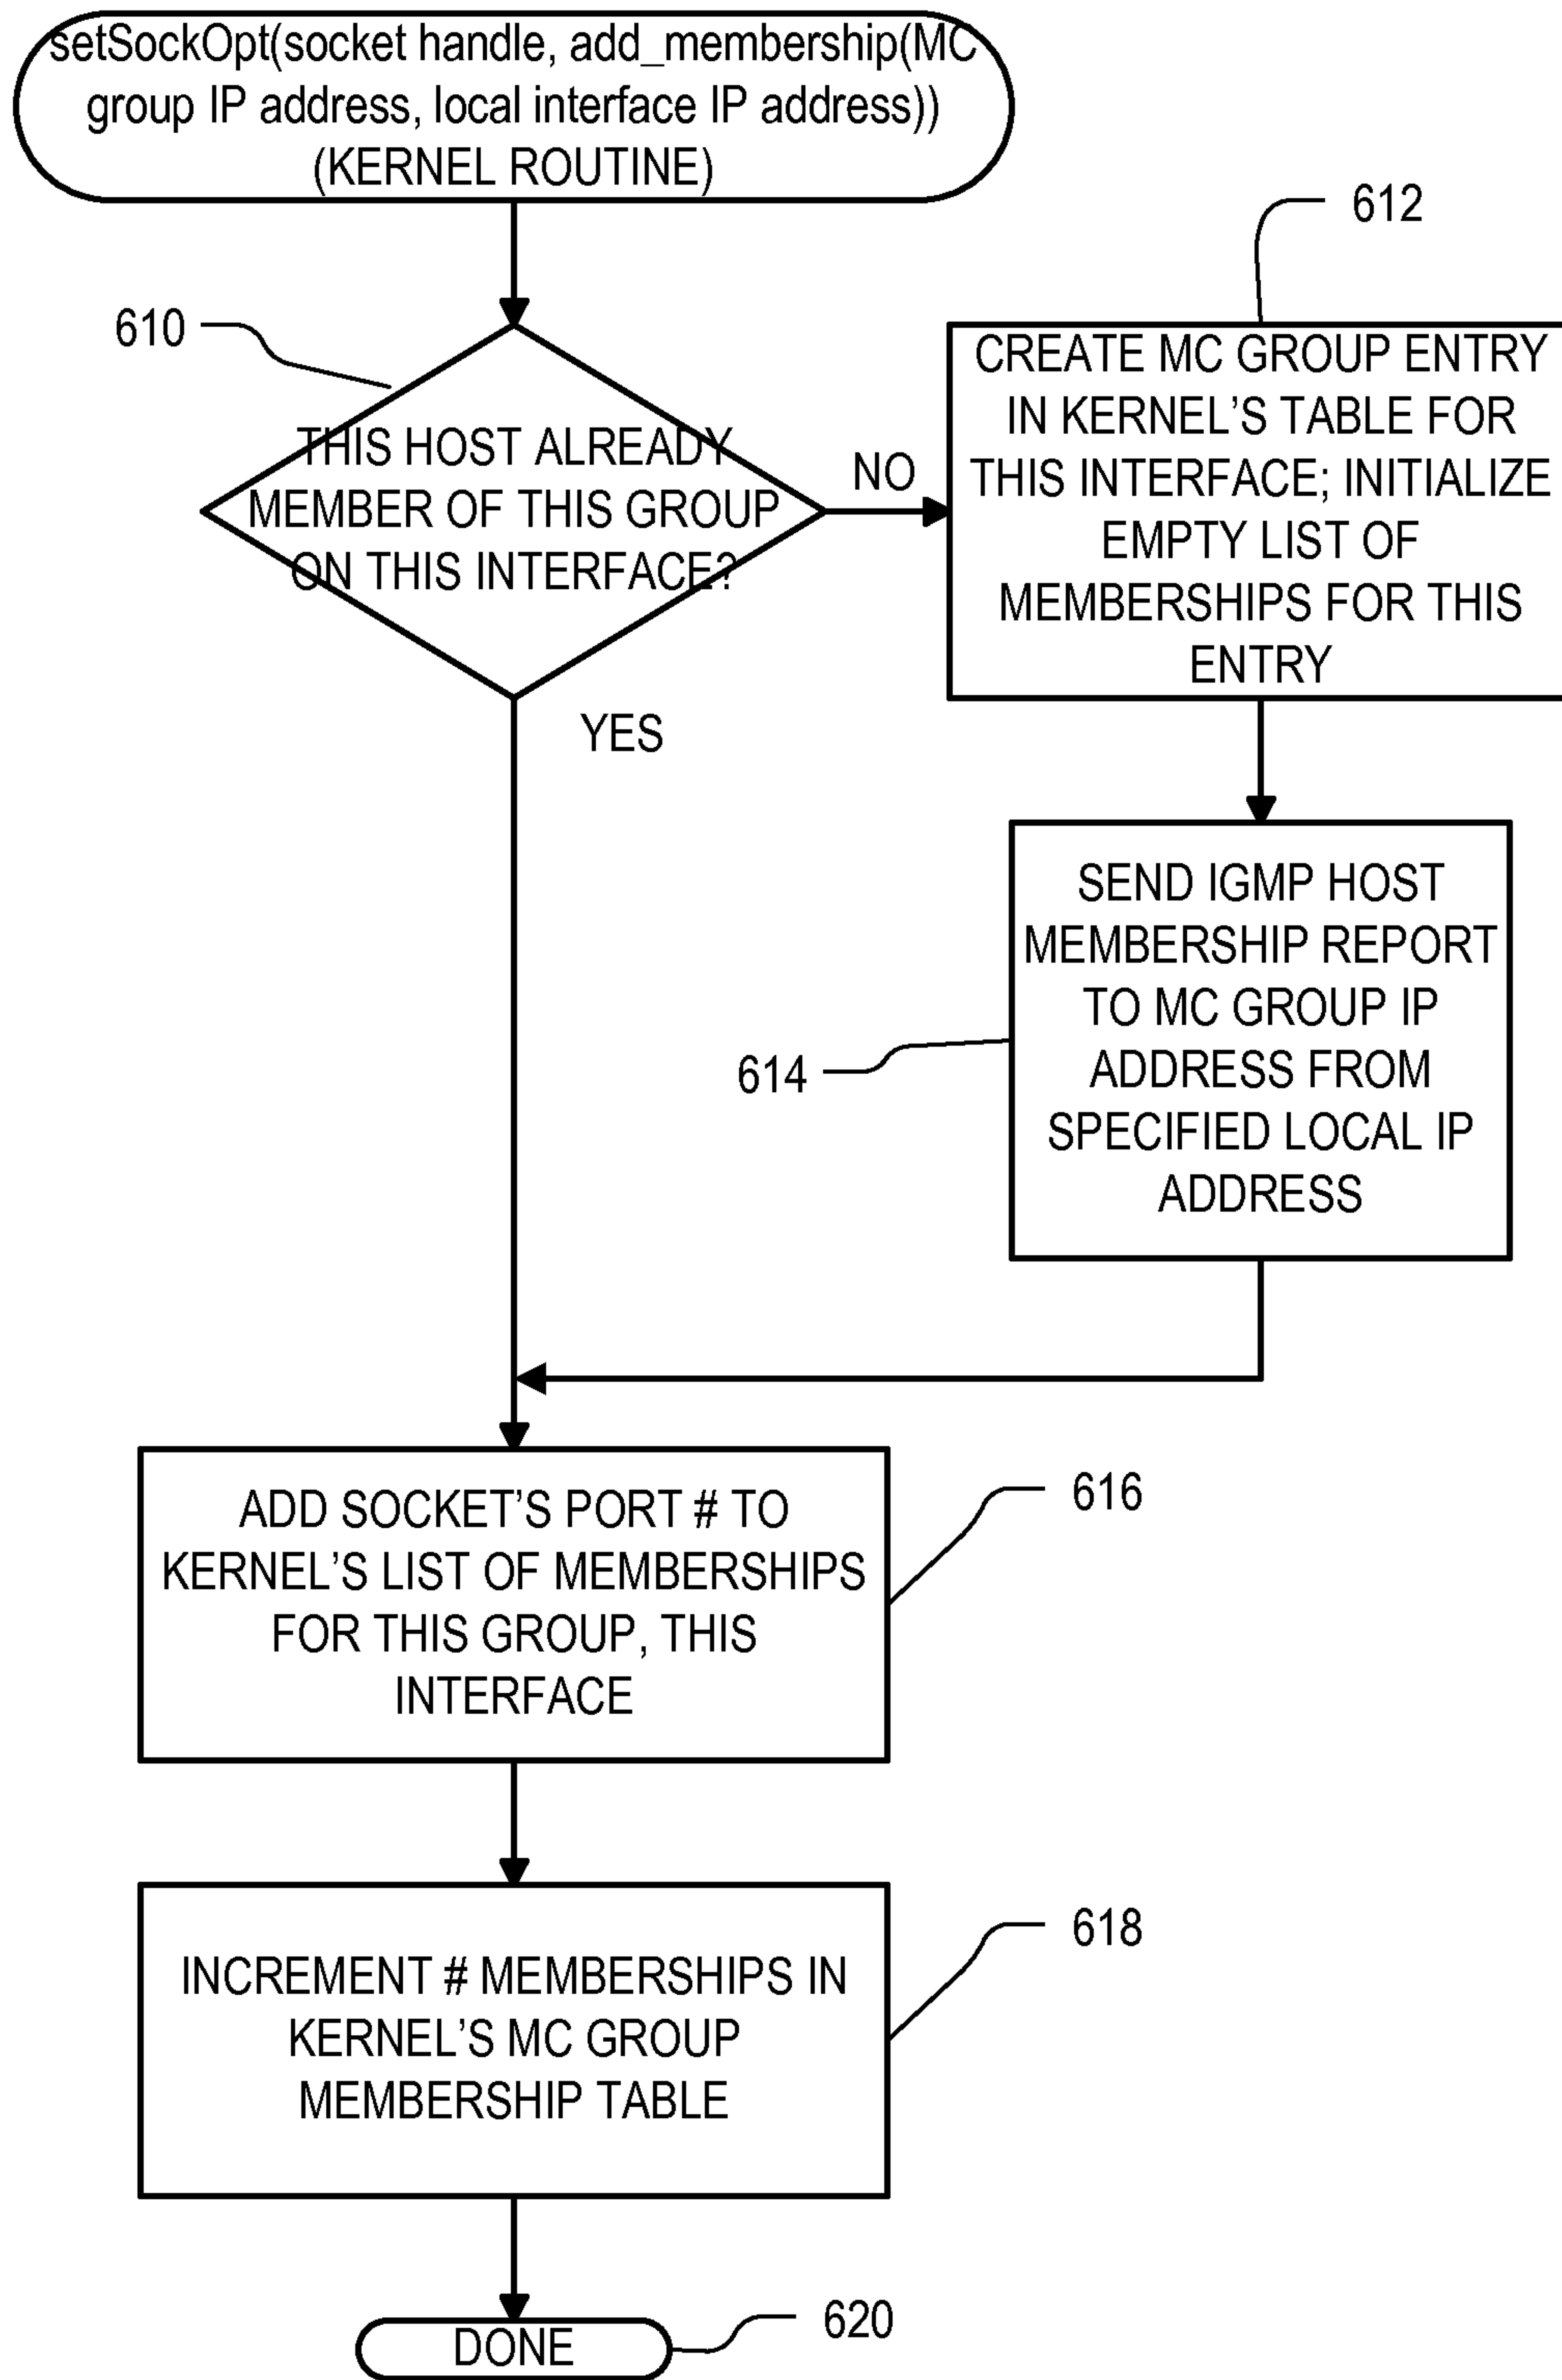 setSockOpt(socket handle, add_membership(MC
group IP address, local interface IP address))
(KERNEL ROUTINE)
612
610
CREATE MC GROUP ENTRY
IN KERNEL'S TABLE FOR
THIS INTERFACE; INITIALIZE
EMPTY LIST OF
MEMBERSHIPS FOR THIS
ENTRY
THIS HOST ALREADY
MEMBER OF THIS GROUP
ON THIS INTERFACE?
NO
YES
SEND IGMP HOST
MEMBERSHIP REPORT
TO MC GROUP IP
ADDRESS FROM
SPECIFIED LOCAL IP
ADDRESS
614
ADD SOCKET'S PORT # TO
KERNEL'S LIST OF MEMBERSHIPS
FOR THIS GROUP, THIS
INTERFACE
616
INCREMENT # MEMBERSHIPS IN
KERNEL'S MC GROUP
MEMBERSHIP TABLE
618
DONE
620